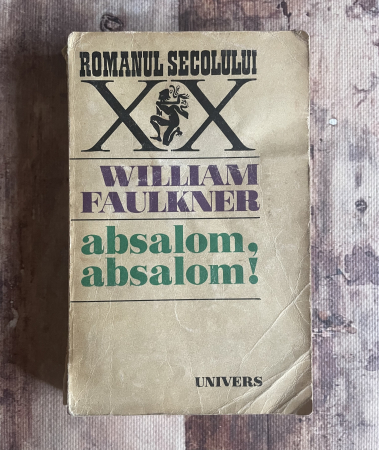 ROMANUL SECOLULUI
XX
WILLIAM
FAULKNER
absalom,
absalom!
UNIVERS